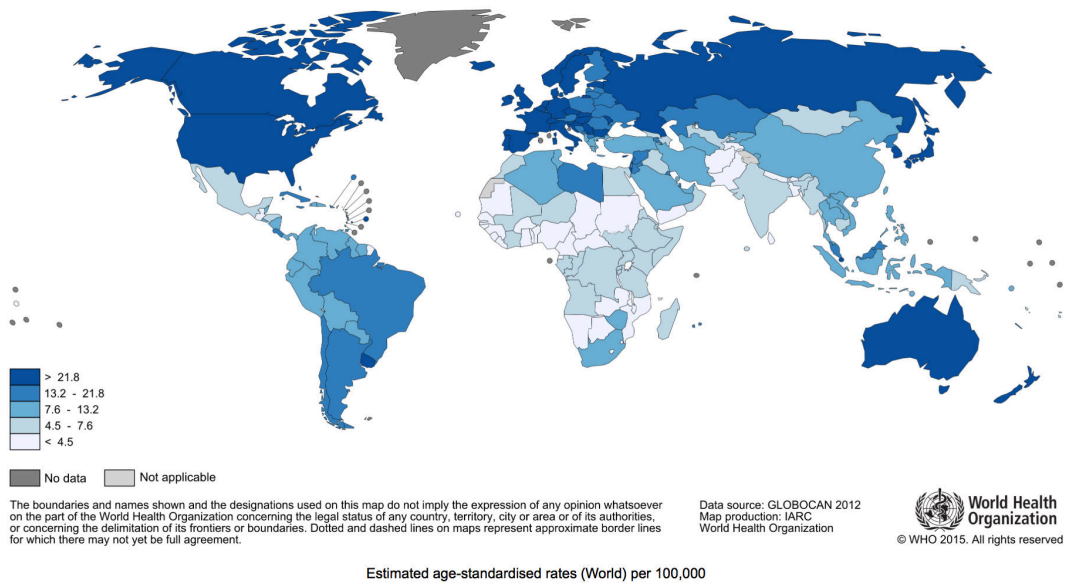 > 21.8
13.2 - 21.8
7.6 - 13.2
4.5 - 7.6
< 4.5
No data
Not applicable
The boundaries and names shown and the designations used on this map do not imply the expression of any opinion whatsoever
on the part of the World Health Organization concerning the legal status of any country, territory, city or area or of its authorities,
or concerning the delimitation of its frontiers or boundaries. Dotted and dashed lines on maps represent approximate border lines
for which there may not yet be full agreement.
Data source: GLOBOCAN 2012
Map production: IARC
World Health Organization
World Health
Organization
© WHO 2015. All rights reserved
Estimated age-standardised rates (World) per 100,000